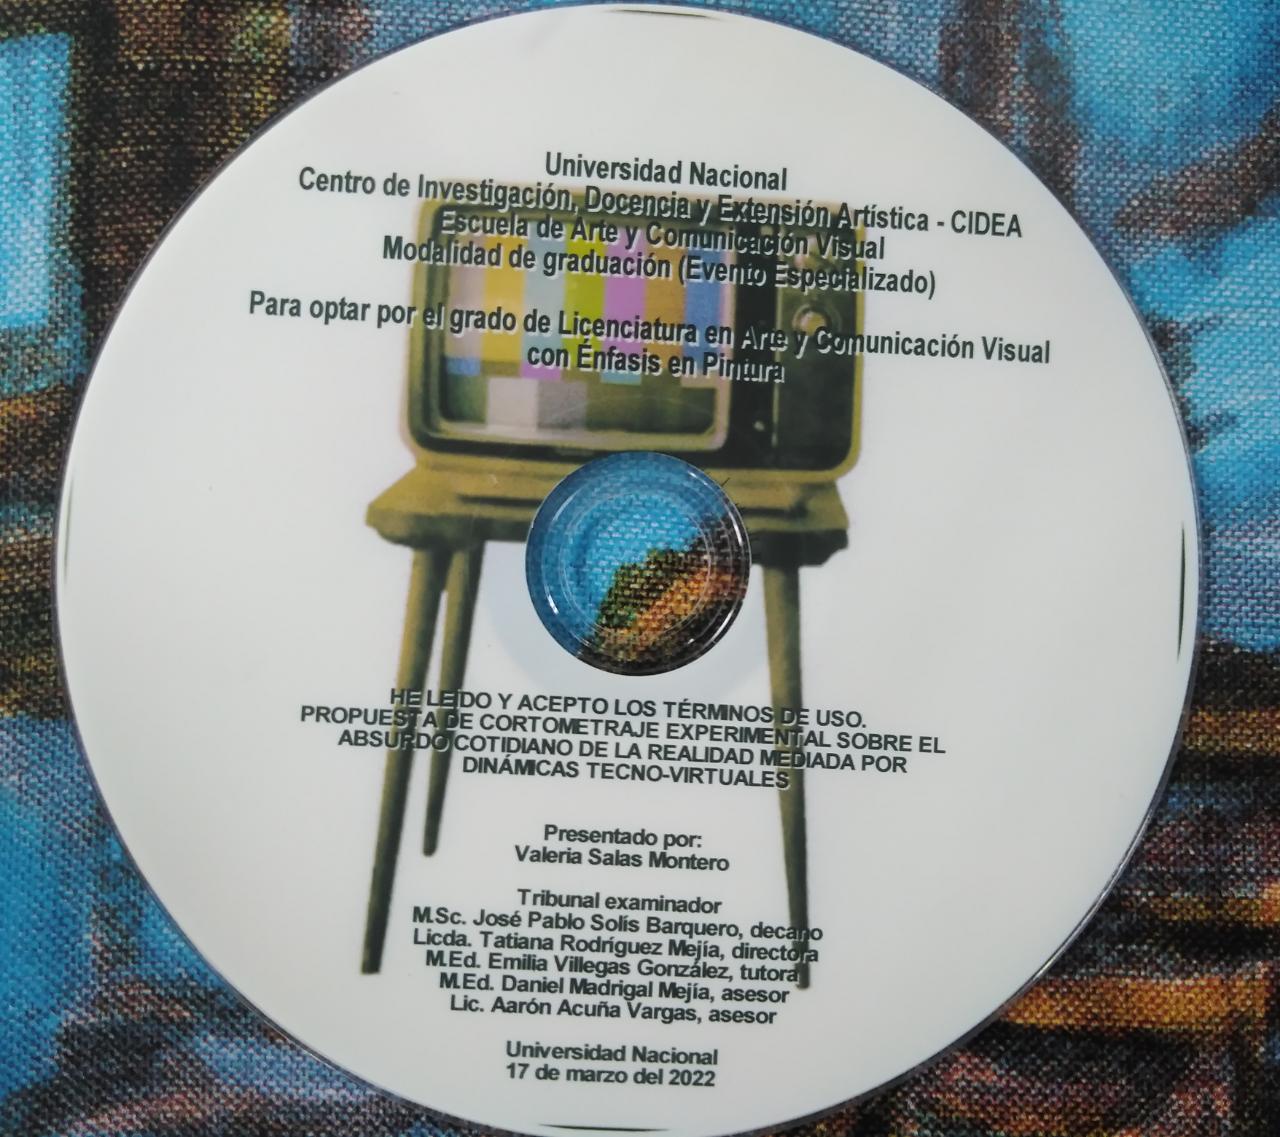 Universidad Nacional
Centro de Investigación, Docencia y Extensión Artística - CIDEA
Escuela de Arte y Comunicación Visual
Modalidad de graduación (Evento Especializado)
Para optar por el grado de Licenciatura en Arte y Comunicación Visual
con Énfasis en Pintura
HE LEÍDO Y ACEPTO LOS TÉRMINOS DE USO.
PROPUESTA DE CORTOMETRAJE EXPERIMENTAL SOBRE EL
ABSURDO COTIDIANO DE LA REALIDAD MEDIADA POR
DINÁMICAS TECNO-VIRTUALES
Presentado por:
Valeria Salas Montero
Tribunal examinador
M.Sc. José Pablo Solís Barquero, decano
Licda. Tatiana Rodríguez Mejía, directora
M.Ed. Emilia Villegas González, tutora
M.Ed. Daniel Madrigal Mejía, asesor
Lic. Aarón Acuña Vargas, asesor
Universidad Nacional
17 de marzo del 2022